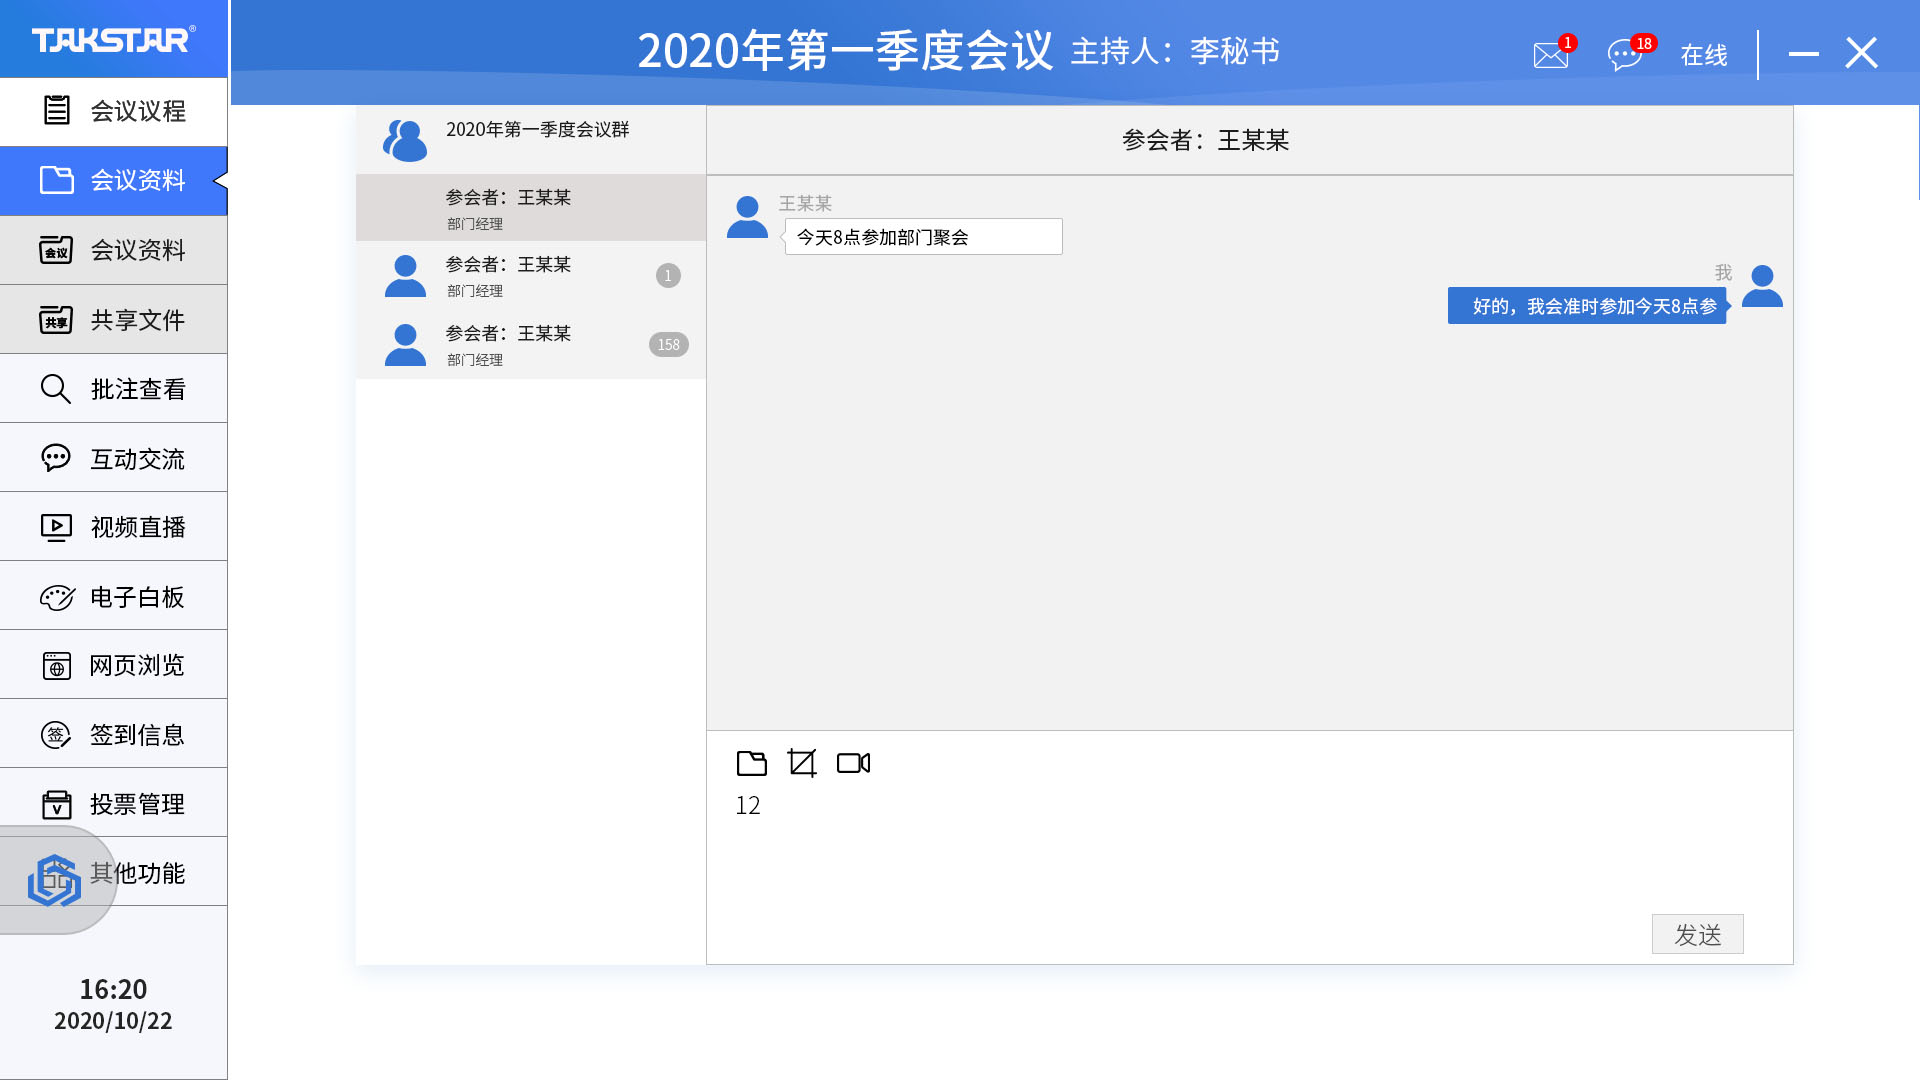 TAKSTAR®
2020年第一季度会议 主持人：李秘书
1
18
在线
会议议程
会议资料
会议 会议资料
共享 共享文件
批注查看
互动交流
视频直播
电子白板
网页浏览
签 签到信息
V 投票管理
其他功能
16:20
2020/10/22
2020年第一季度会议群
参会者：王某某
部门经理
参会者：王某某
部门经理
1
参会者：王某某
部门经理
158
参会者：王某某
王某某
今天8点参加部门聚会
我
好的，我会准时参加今天8点参
12
发送